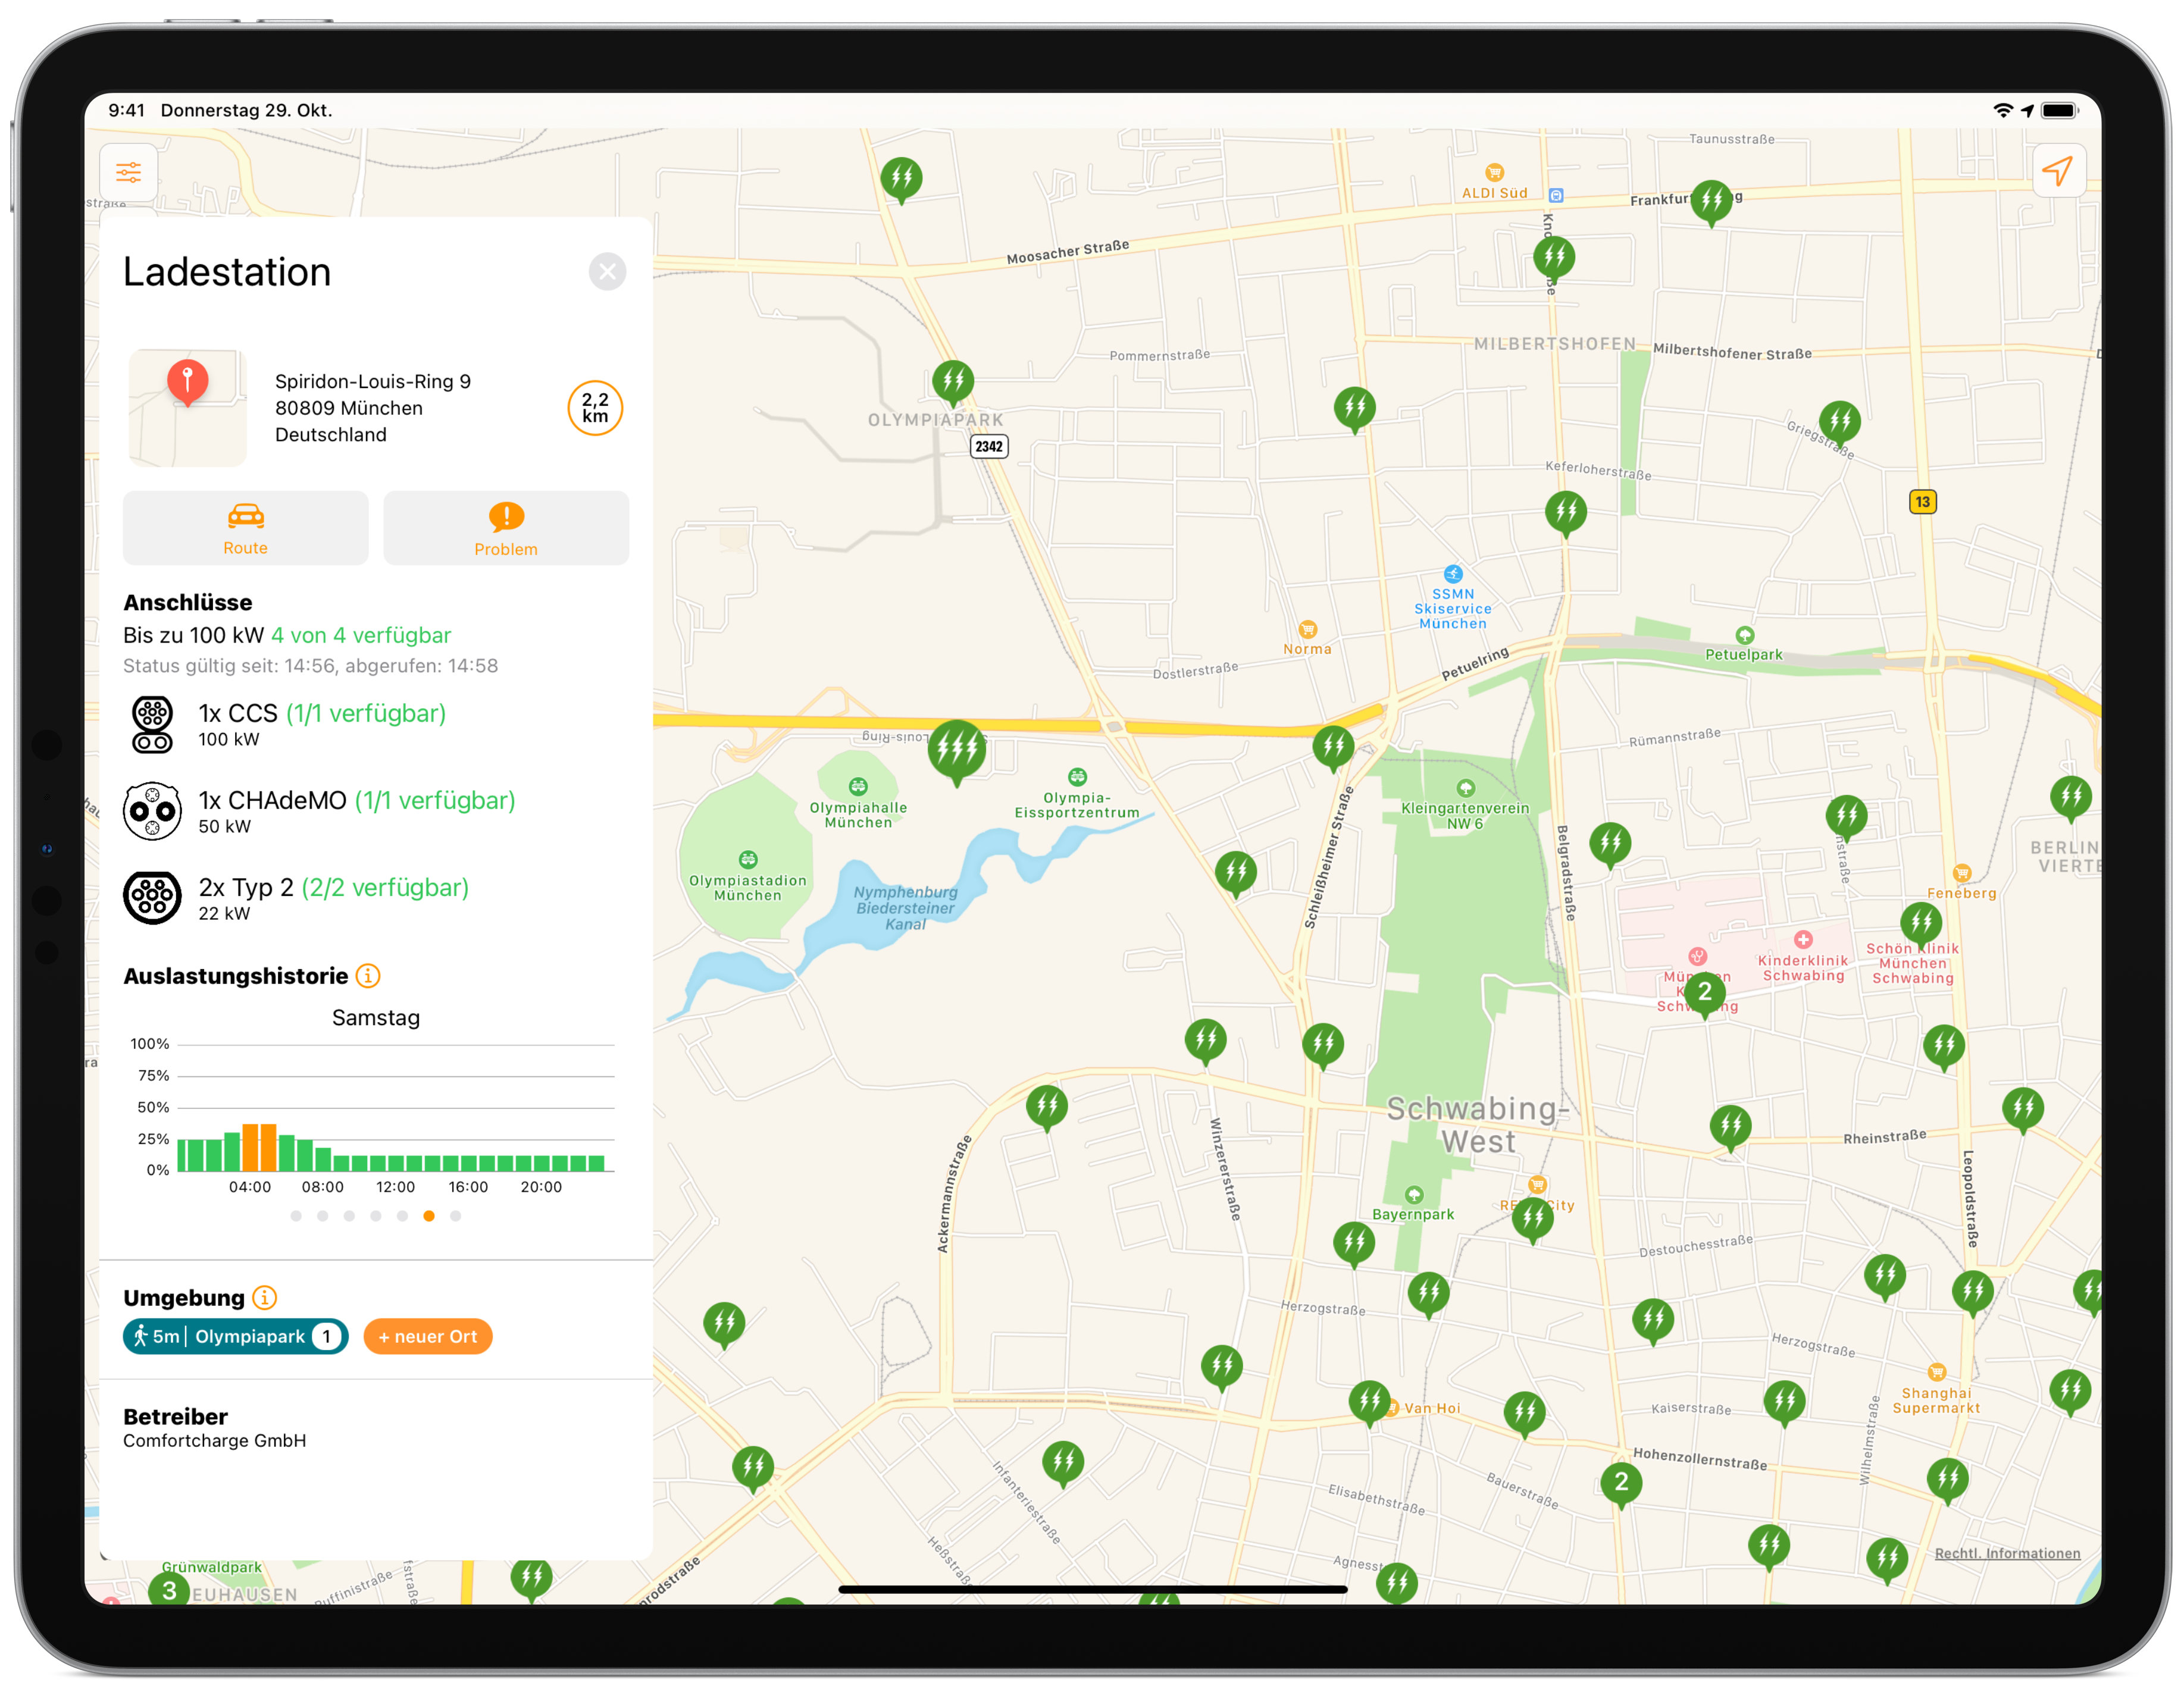 9:41 Donnerstag 29. Okt.
Ladestation
Spiridon-Louis-Ring 9
80809 München
Deutschland
2,2
km
Route
Problem
Anschlüsse
Bis zu 100 kW 4 von 4 verfügbar
Status gültig seit: 14:56, abgerufen: 14:58
1x CCS (1/1 verfügbar)
100 kW
1x CHAdeMO (1/1 verfügbar)
50 kW
2x Typ 2 (2/2 verfügbar)
22 kW
Auslastungshistorie
Samstag
100%
75%
50%
25%
0%
04:00 08:00 12:00 16:00 20:00
Umgebung
5m | Olympiapark 1
+ neuer Ort
Betreiber
Comfortcharge GmbH
Grünwaldpark
3
Taunusstraße
ALDI Süd
Moosacher Straße
MILBERTSHOFEN
Milbertshofener Straße
Pommernstraße
OLYMPIAPARK
2342
Griegstraße
Keferloherstraße
13
SSMN
Skiservice
München
Norma
Petuelring
Petuelpark
Dostlerstraße
Rümannstraße
Olympiahalle
München
Olympia-
Eissportzentrum
Kleingartenverein
NW 6
Schleißheimer Straße
Belgradstraße
Olympiastadion
München
Nymphenburg
Biedersteiner
Kanal
Feneberg
Kinderklinik
Schwabing
Schön Klinik
München
Schwabing
2
Schwabing-
West
Rheinstraße
Leopoldstraße
Winzererstraße
Ackermannstraße
Bayernpark
Destouchesstraße
Herzogstraße
Herzogstraße
Shanghai
Supermarkt
Van Hoi
Kaiserstraße
Wilhelmstraße
Hohenzollernstraße
2
Bauerstraße
Elisabethstraße
Infanteriestraße
Heßstraße
Rechtl. Informationen